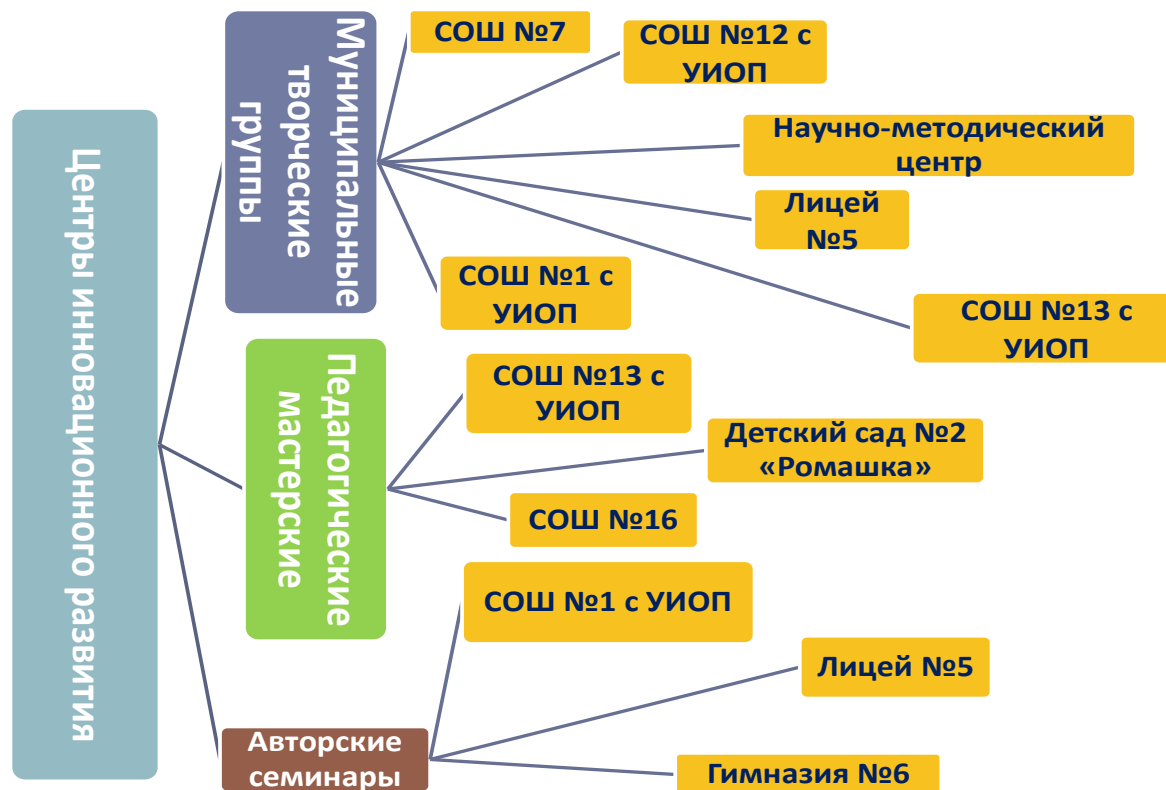 Центры инновационного развития
Муниципальные
творческие
группы
СОШ №7
СОШ №12 с
УИОП
Научно-методический
центр
Лицей
№5
СОШ №13 с
УИОП
СОШ №1 с
УИОП
Педагогические
мастерские
СОШ №13 с
УИОП
Детский сад №2
«Ромашка»
СОШ №16
Авторские
семинары
СОШ №1 с УИОП
Лицей №5
Гимназия №6